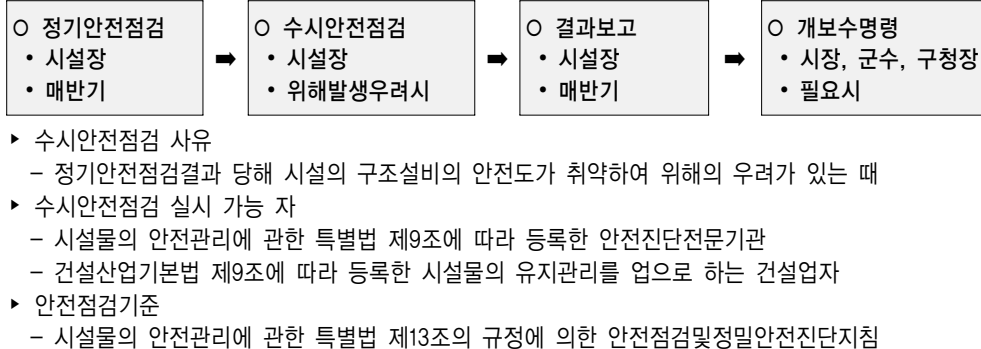 ○ 정기안전점검
• 시설장
• 매반기
➡
○ 수시안전점검
• 시설장
• 위해발생우려시
➡
○ 결과보고
• 시설장
• 매반기
➡
○ 개보수명령
• 시장, 군수, 구청장
• 필요시
▶ 수시안전점검 사유
– 정기안전점검결과 당해 시설의 구조설비의 안전도가 취약하여 위해의 우려가 있는 때
▶ 수시안전점검 실시 가능 자
– 시설물의 안전관리에 관한 특별법 제9조에 따라 등록한 안전진단전문기관
– 건설산업기본법 제9조에 따라 등록한 시설물의 유지관리를 업으로 하는 건설업자
▶ 안전점검기준
– 시설물의 안전관리에 관한 특별법 제13조의 규정에 의한 안전점검및정밀안전진단지침